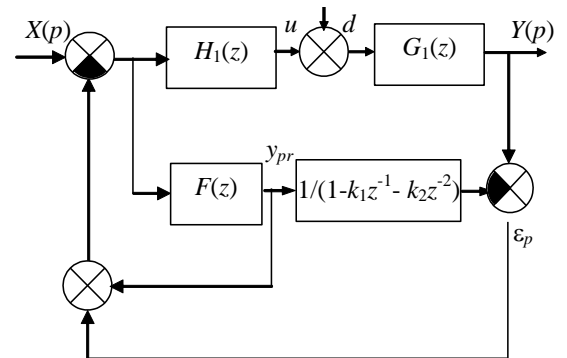 X(p)
H₁(z)
u
d
G₁(z)
Y(p)
F(z)
yₚᵣ
1/(1-k₁z⁻¹- k₂z⁻²)
εₚ